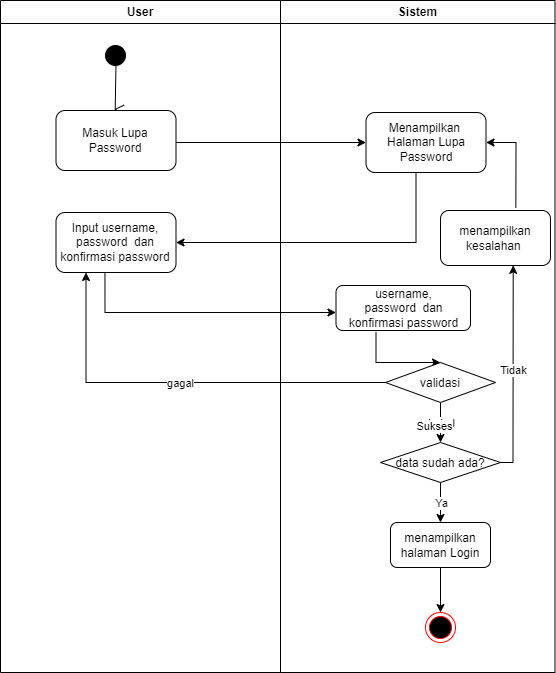 User
Sistem
Masuk Lupa
Password
Menampilkan
Halaman Lupa
Password
Input username,
password dan
konfirmasi password
menampilkan
kesalahan
username,
password dan
konfirmasi password
Tidak
validasi
gagal
Sukses
data sudah ada?
Ya
menampilkan
halaman Login